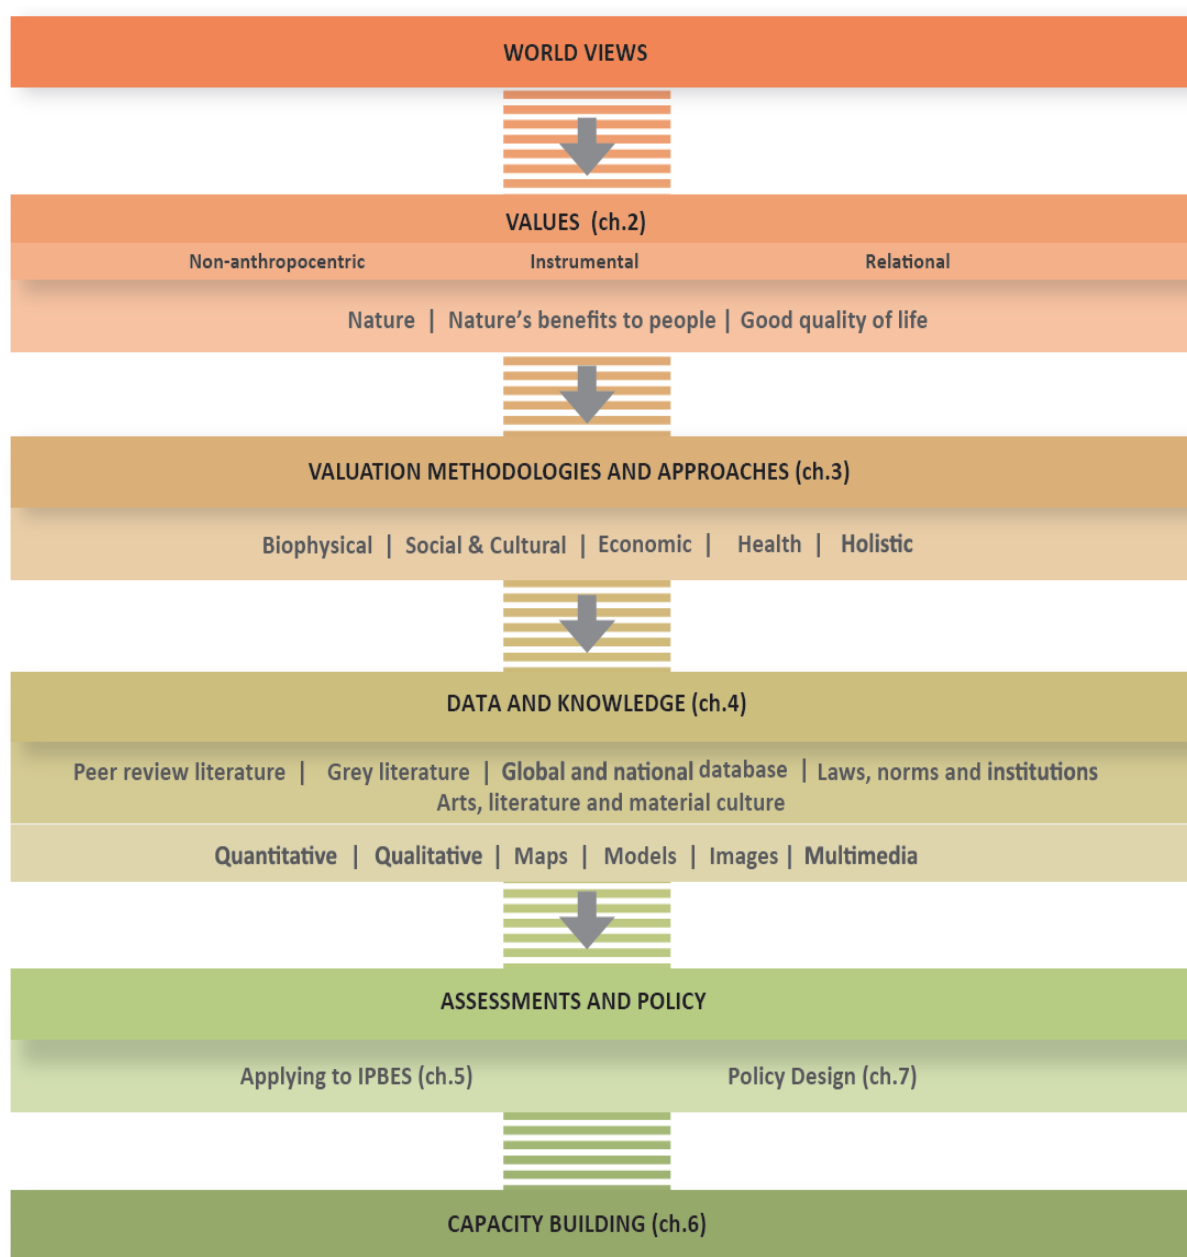 WORLD VIEWS
VALUES (ch.2)
Non-anthropocentric Instrumental Relational
Nature | Nature’s benefits to people | Good quality of life
VALUATION METHODOLOGIES AND APPROACHES (ch.3)
Biophysical | Social & Cultural | Economic | Health | Holistic
DATA AND KNOWLEDGE (ch.4)
Peer review literature | Grey literature | Global and national database | Laws, norms and institutions
Arts, literature and material culture
Quantitative | Qualitative | Maps | Models | Images | Multimedia
ASSESSMENTS AND POLICY
Applying to IPBES (ch.5) Policy Design (ch.7)
CAPACITY BUILDING (ch.6)